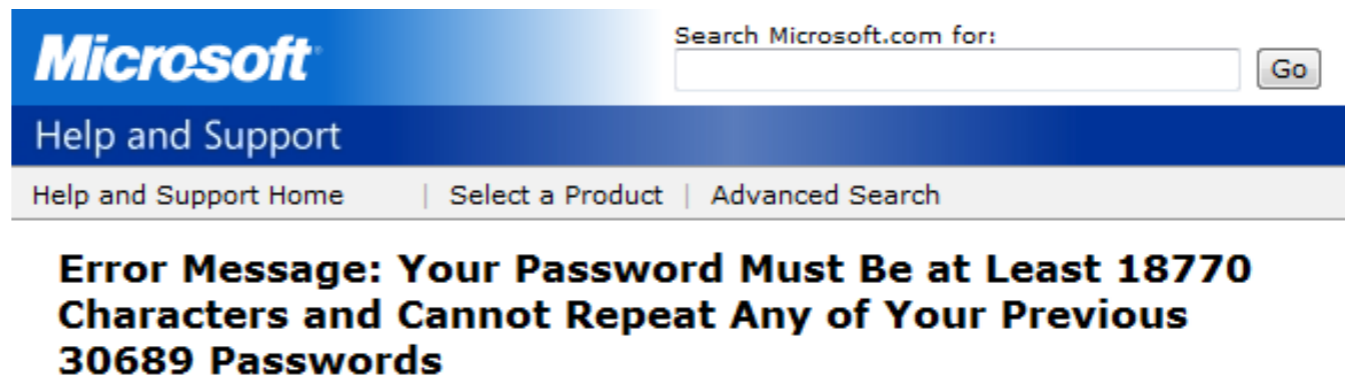 Microsoft
Search Microsoft.com for:
Go
Help and Support
Help and Support Home | Select a Product | Advanced Search
Error Message: Your Password Must Be at Least 18770
Characters and Cannot Repeat Any of Your Previous
30689 Passwords